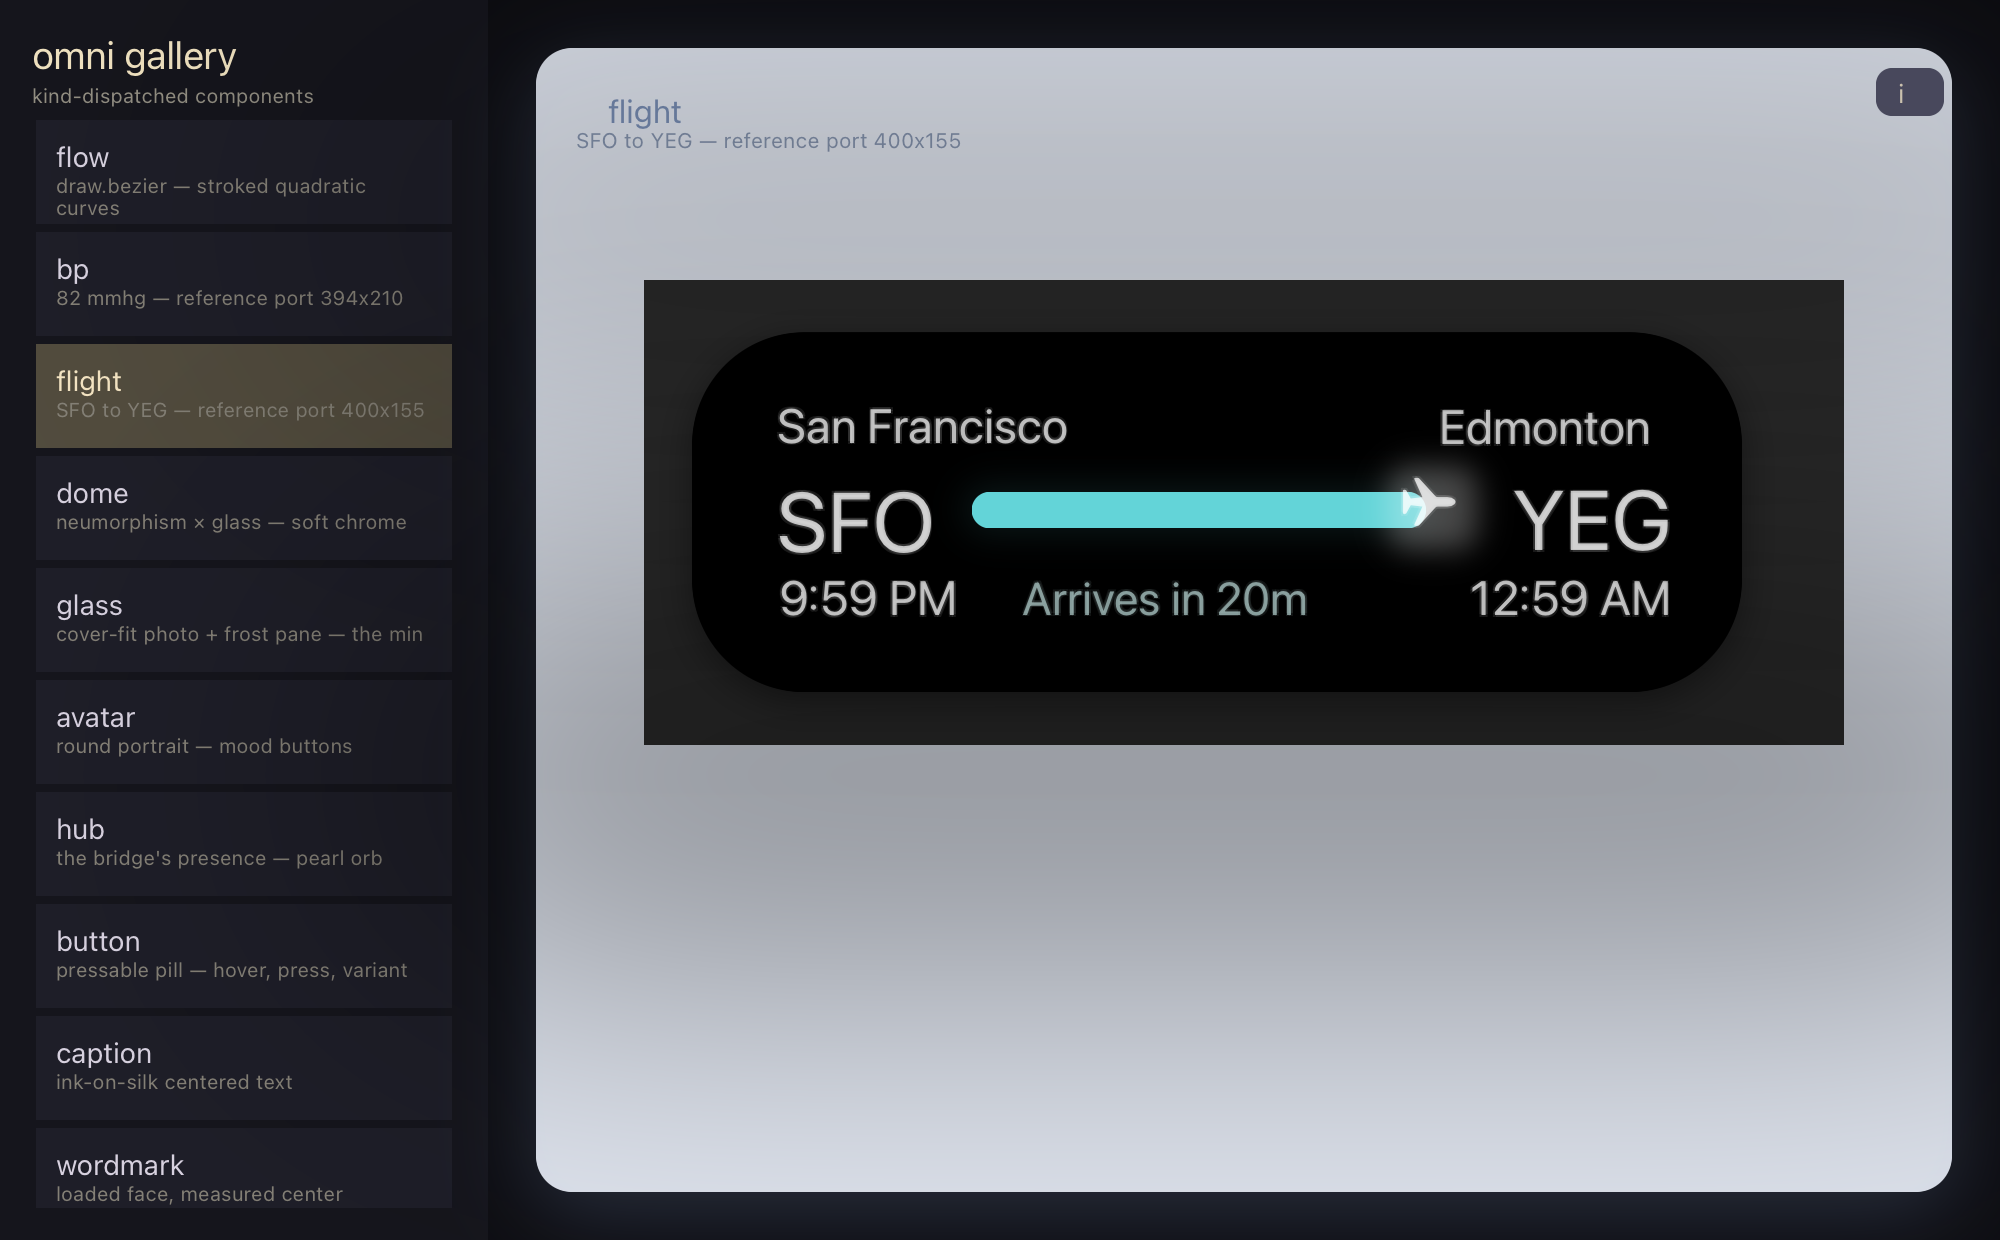 omni gallery
kind-dispatched components
flow
draw.bezier — stroked quadratic
curves
bp
82 mmhg — reference port 394x210
flight
SFO to YEG — reference port 400x155
dome
neumorphism × glass — soft chrome
glass
cover-fit photo + frost pane — the min
avatar
round portrait — mood buttons
hub
the bridge's presence — pearl orb
button
pressable pill — hover, press, variant
caption
ink-on-silk centered text
wordmark
loaded face, measured center
flight
SFO to YEG — reference port 400x155
i
San Francisco
Edmonton
SFO
YEG
9:59 PM
Arrives in 20m
12:59 AM